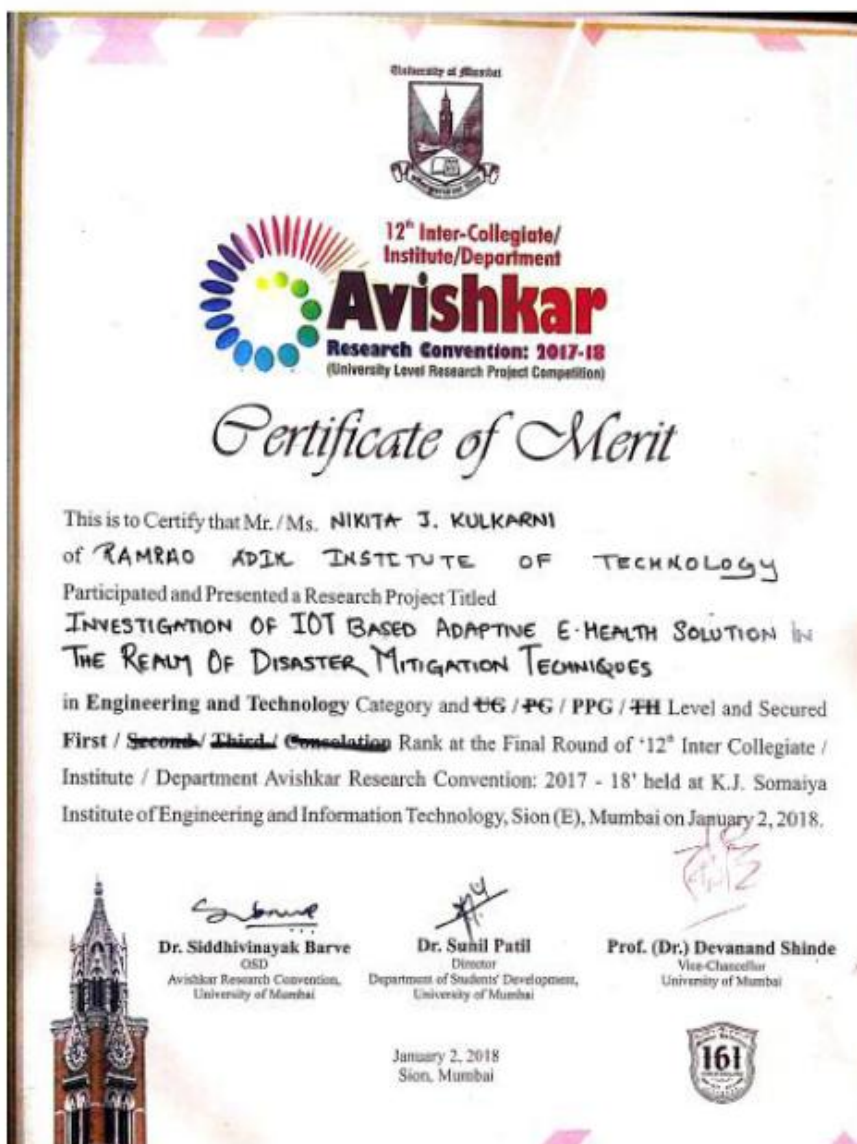 University of Mumbai
12th Inter-Collegiate/
Institute/Department
Avishkar
Research Convention: 2017-18
(University Level Research Project Competition)
Certificate of Merit
This is to Certify that Mr. / Ms. NIKITA J. KULKARNI
of RAMRAO ADIK INSTITUTE OF TECHNOLOGY
Participated and Presented a Research Project Titled
INVESTIGATION OF IOT BASED ADAPTIVE E-HEALTH SOLUTION IN
THE REALM OF DISASTER MITIGATION TECHNIQUES
in Engineering and Technology Category and UG / PG / PPG / TH Level and Secured
First / Second / Third / Consolation Rank at the Final Round of '12th Inter Collegiate /
Institute / Department Avishkar Research Convention: 2017 - 18' held at K.J. Somaiya
Institute of Engineering and Information Technology, Sion (E), Mumbai on January 2, 2018.
Dr. Siddhivinayak Barve
OSD
Avishkar Research Convention,
University of Mumbai
Dr. Sunil Patil
Director
Department of Students' Development,
University of Mumbai
Prof. (Dr.) Devanand Shinde
Vice-Chancellor
University of Mumbai
January 2, 2018
Sion, Mumbai
161